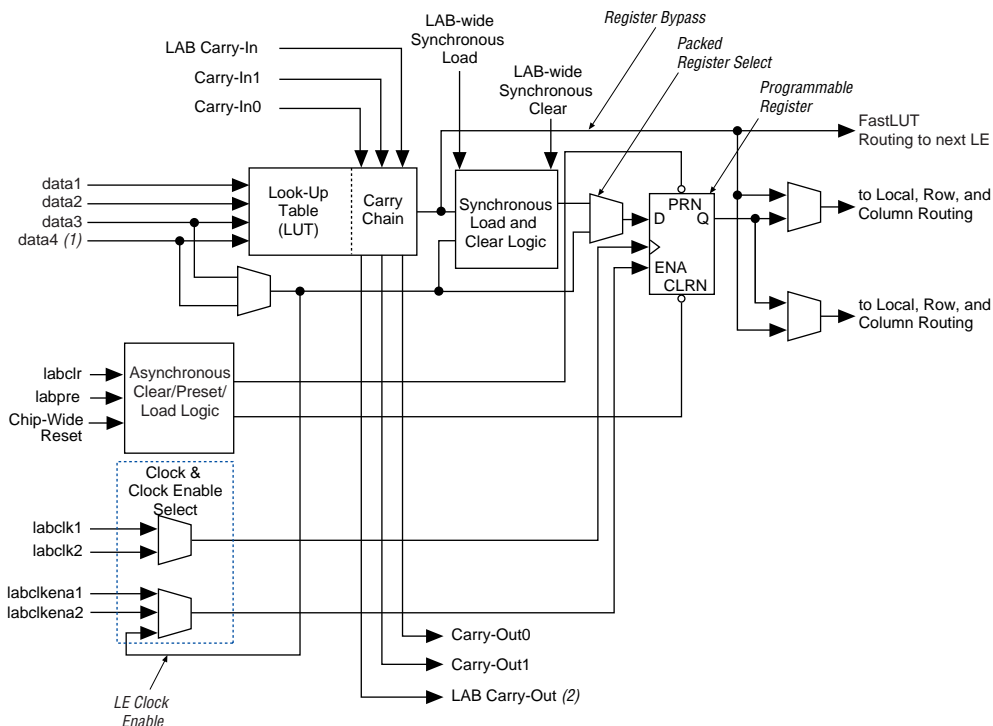 Register Bypass
LAB-wide
Synchronous
Load
Packed
Register Select
LAB Carry-In
LAB-wide
Synchronous
Clear
Carry-In1
Programmable
Register
Carry-In0
FastLUT
Routing to next LE
data1
data2
data3
data4 (1)
Look-Up
Table
(LUT)
Carry
Chain
Synchronous
Load and
Clear Logic
PRN
D
Q
ENA
CLRN
to Local, Row, and
Column Routing
to Local, Row, and
Column Routing
labclr
labpre
Chip-Wide
Reset
Asynchronous
Clear/Preset/
Load Logic
Clock &
Clock Enable
Select
labclk1
labclk2
labclkena1
labclkena2
Carry-Out0
Carry-Out1
LAB Carry-Out (2)
LE Clock
Enable